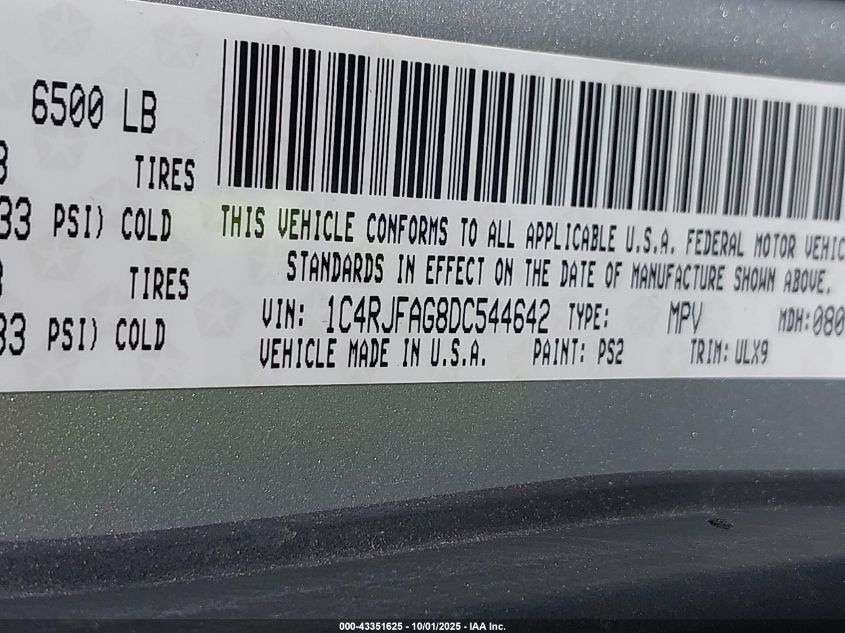 6500 LB
TIRES
33 PSI) COLD
TIRES
33 PSI) COLD
THIS VEHICLE CONFORMS TO ALL APPLICABLE U.S.A. FEDERAL MOTOR VEHIC
STANDARDS IN EFFECT ON THE DATE OF MANUFACTURE SHOWN ABOVE.
VIN: 1C4RJFAG8DC544642 TYPE: MPV MDH:080
VEHICLE MADE IN U.S.A. PAINT: PS2 TRIM: ULX9
000-43351625 - 10/01/2025 - IAA Inc.